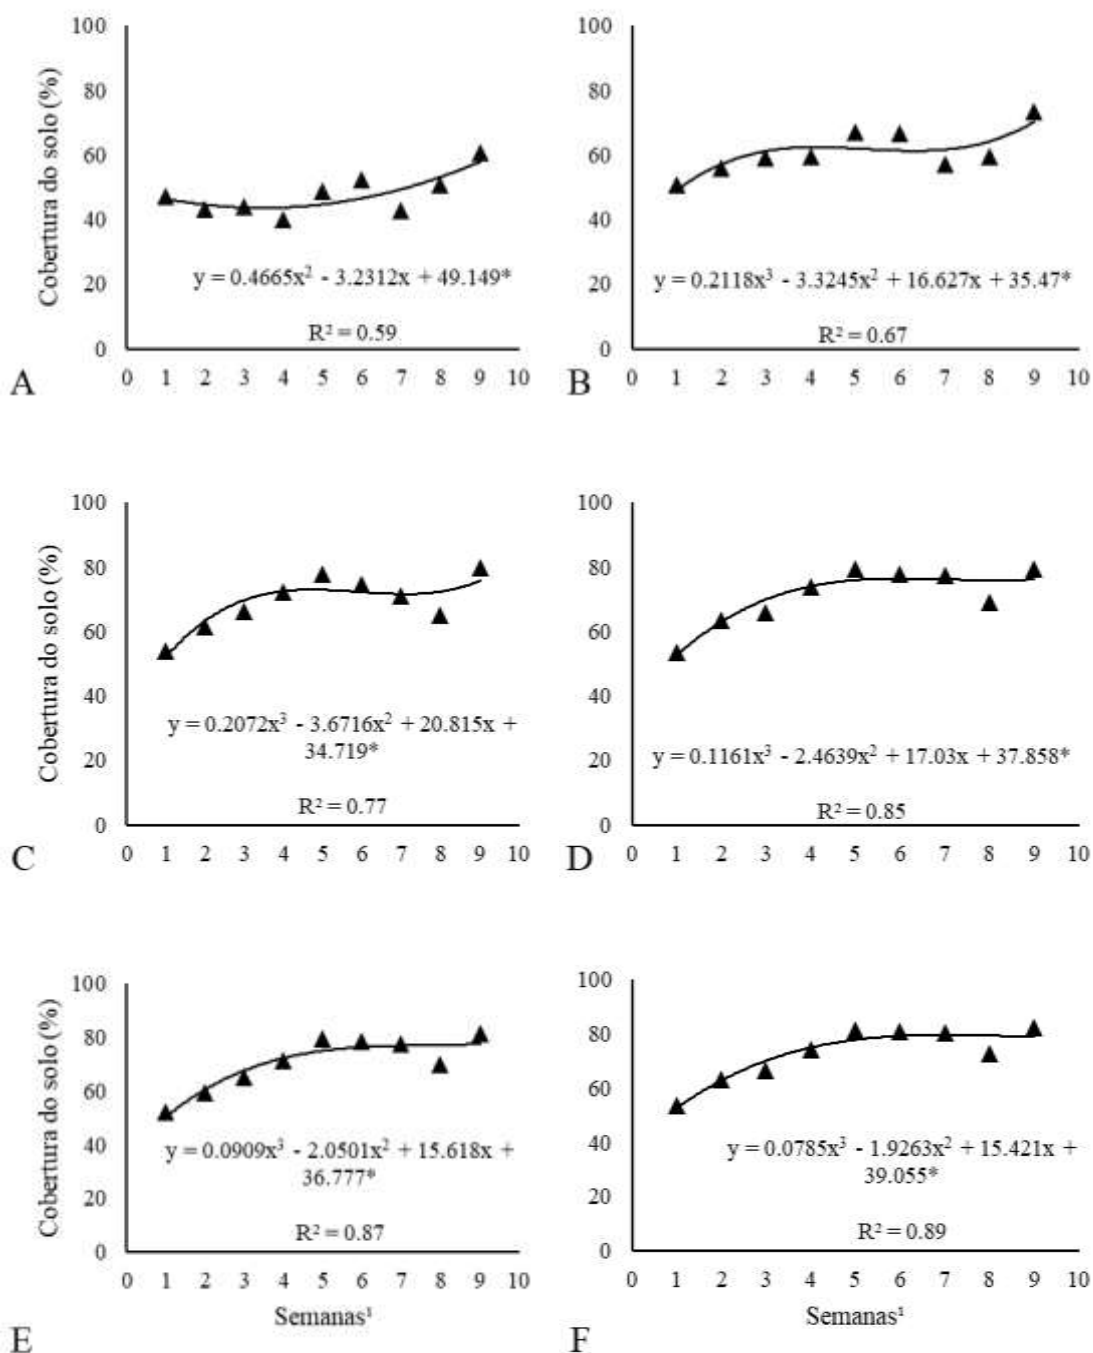 100
80
60
40
20
0
Cobertura do solo (%)
y = 0.4665x² - 3.2312x + 49.149*
R² = 0.59
0 1 2 3 4 5 6 7 8 9 10
A
100
80
60
40
20
0
y = 0.2118x³ - 3.3245x² + 16.627x + 35.47*
R² = 0.67
0 1 2 3 4 5 6 7 8 9 10
B
100
80
60
40
20
0
Cobertura do solo (%)
y = 0.2072x³ - 3.6716x² + 20.815x +
34.719*
R² = 0.77
0 1 2 3 4 5 6 7 8 9 10
C
100
80
60
40
20
0
y = 0.1161x³ - 2.4639x² + 17.03x + 37.858*
R² = 0.85
0 1 2 3 4 5 6 7 8 9 10
D
100
80
60
40
20
0
Cobertura do solo (%)
y = 0.0909x³ - 2.0501x² + 15.618x +
36.777*
R² = 0.87
0 1 2 3 4 5 6 7 8 9 10
Semanas¹
E
100
80
60
40
20
0
y = 0.0785x³ - 1.9263x² + 15.421x +
39.055*
R² = 0.89
0 1 2 3 4 5 6 7 8 9 10
Semanas¹
F